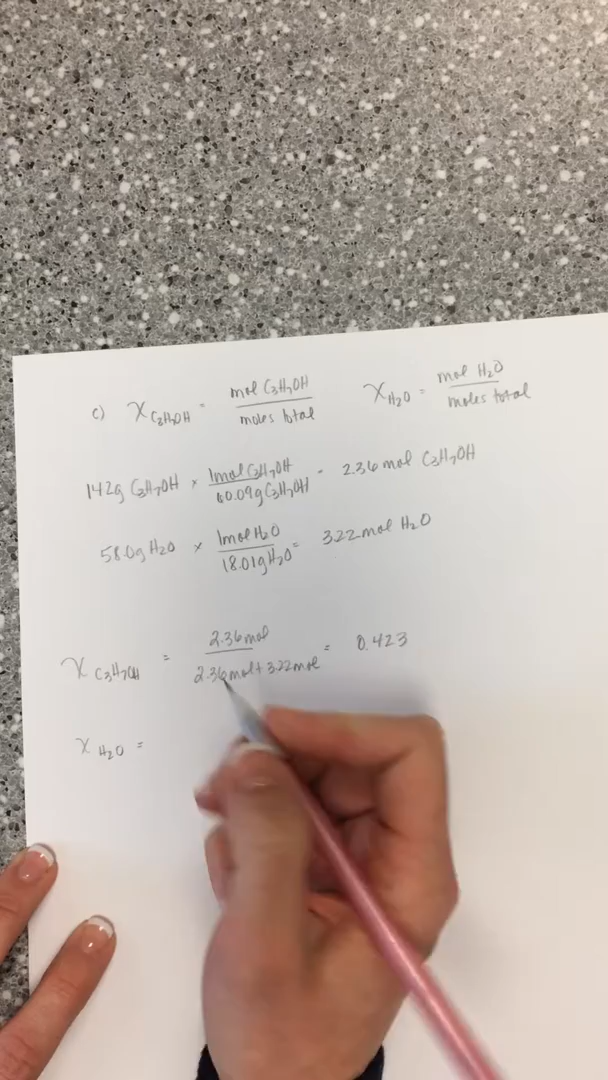 c) χ C₃H₇OH = mol C₃H₇OH / moles total   χ H₂O = mol H₂O / moles total
142g C₃H₇OH × 1mol C₃H₇OH / 60.09g C₃H₇OH = 2.36 mol C₃H₇OH
58.0g H₂O × 1mol H₂O / 18.01g H₂O = 3.22 mol H₂O
χ C₃H₇OH = 2.36 mol / 2.36 mol + 3.22 mol = 0.423
χ H₂O =